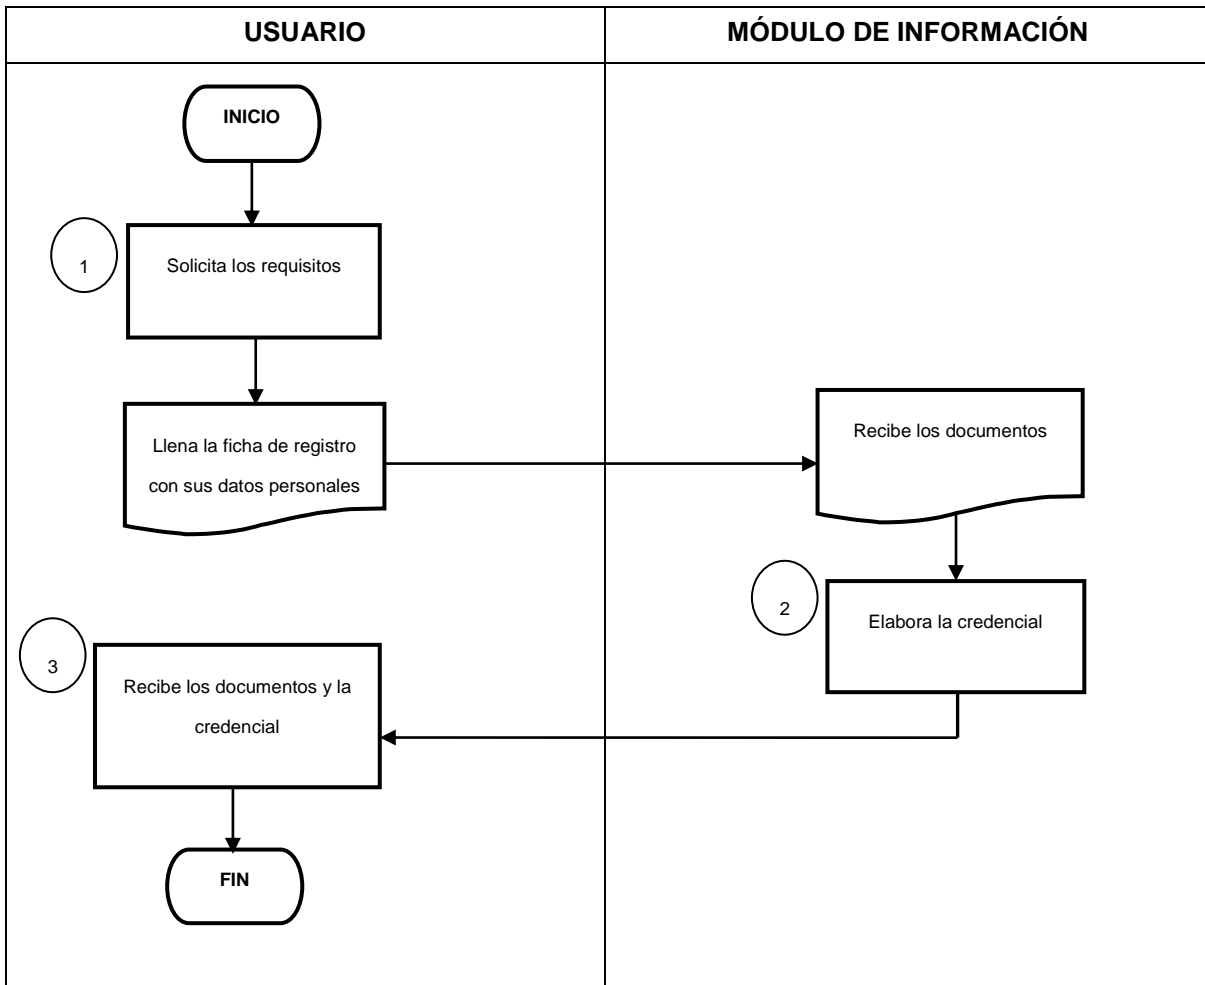 USUARIO
MÓDULO DE INFORMACIÓN
INICIO
1
Solicita los requisitos
Llena la ficha de registro
con sus datos personales
Recibe los documentos
2
Elabora la credencial
3
Recibe los documentos y la
credencial
FIN